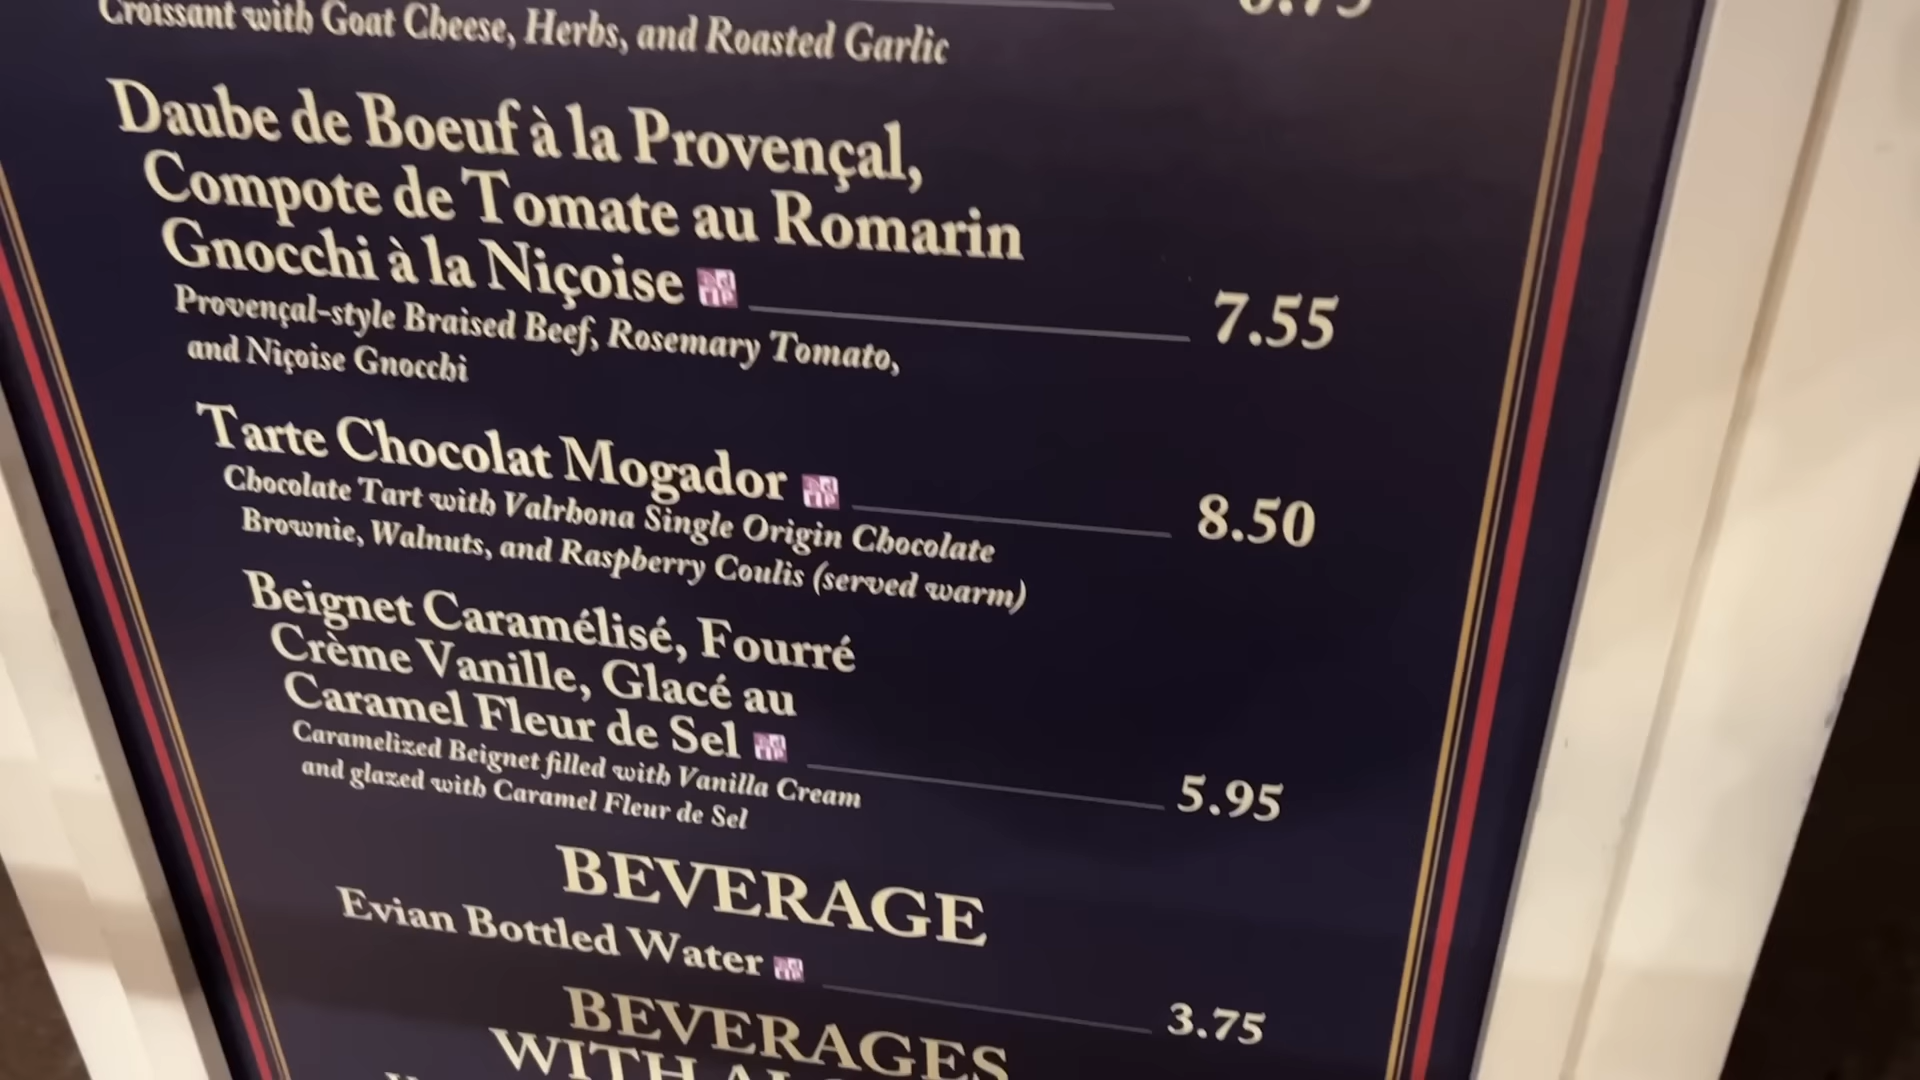 Croissant with Goat Cheese, Herbs, and Roasted Garlic
Daube de Boeuf à la Provençal,
Compote de Tomate au Romarin
Gnocchi à la Niçoise 7.55
Provençal-style Braised Beef, Rosemary Tomato,
and Niçoise Gnocchi
Tarte Chocolat Mogador 8.50
Chocolate Tart with Valrhona Single Origin Chocolate
Brownie, Walnuts, and Raspberry Coulis (served warm)
Beignet Caramélisé, Fourré
Crème Vanille, Glacé au
Caramel Fleur de Sel 5.95
Caramelized Beignet filled with Vanilla Cream
and glazed with Caramel Fleur de Sel
BEVERAGE
Evian Bottled Water 3.75
BEVERAGES
WITH